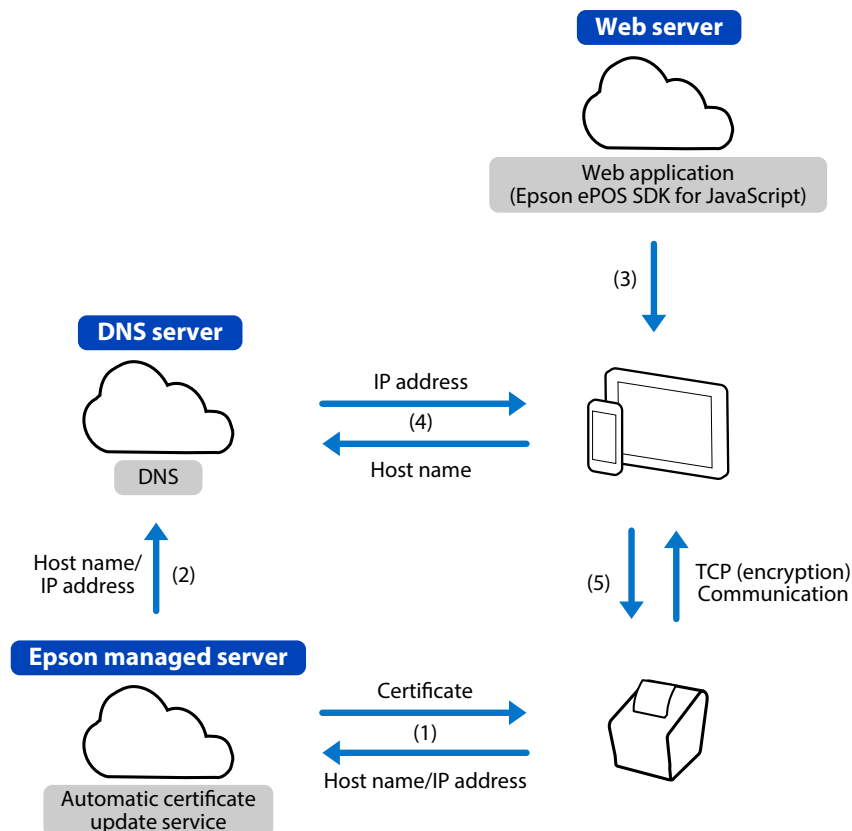 Web server
Web application
(Epson ePOS SDK for JavaScript)
(3)
DNS server
IP address
(4)
Host name
DNS
Host name/
IP address
(2)
(5)
TCP (encryption)
Communication
Epson managed server
Certificate
(1)
Host name/IP address
Automatic certificate
update service